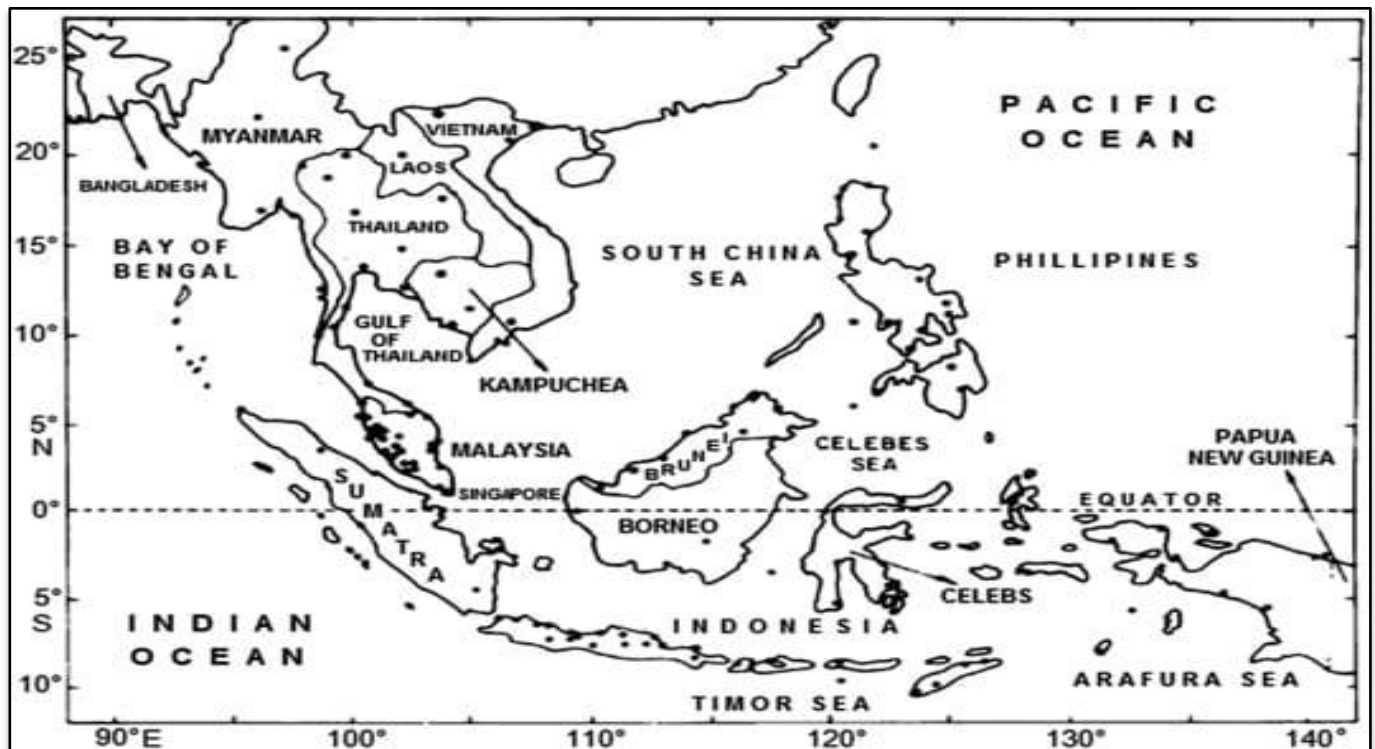 25°
20°
15°
10°
5°
N
0°
5°
S
10°
PACIFIC
OCEAN
MYANMAR
VIETNAM
LAOS
BANGLADESH
THAILAND
BAY OF
BENGAL
SOUTH CHINA
SEA
PHILLIPINES
GULF
OF
THAILAND
KAMPUCHEA
MALAYSIA
SINGAPORE
SUMATRA
BRUNEI
BORNEO
CELEBES
SEA
PAPUA
NEW GUINEA
EQUATOR
CELEBS
INDIAN
OCEAN
INDONESIA
TIMOR SEA
ARAFURA SEA
90°E 100° 110° 120° 130° 140°